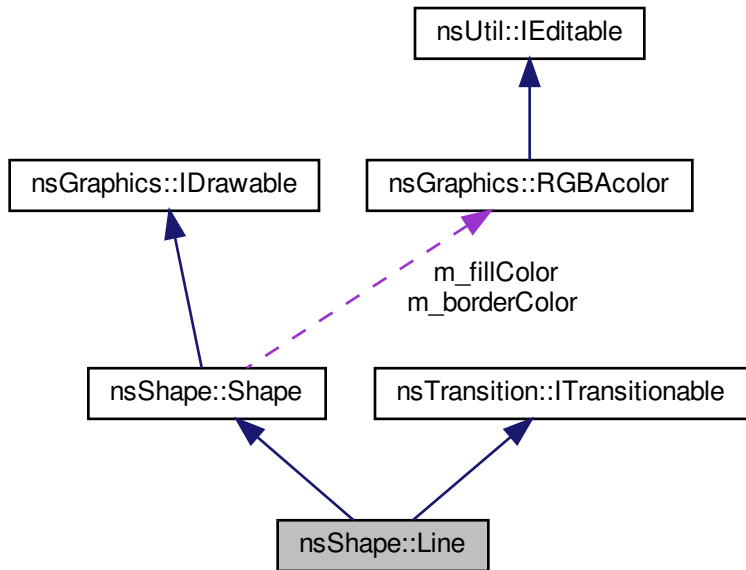 nsUtil::IEditable
nsGraphics::IDrawable
nsGraphics::RGBAcolor
m_fillColor
m_borderColor
nsShape::Shape
nsTransition::ITransitionable
nsShape::Line